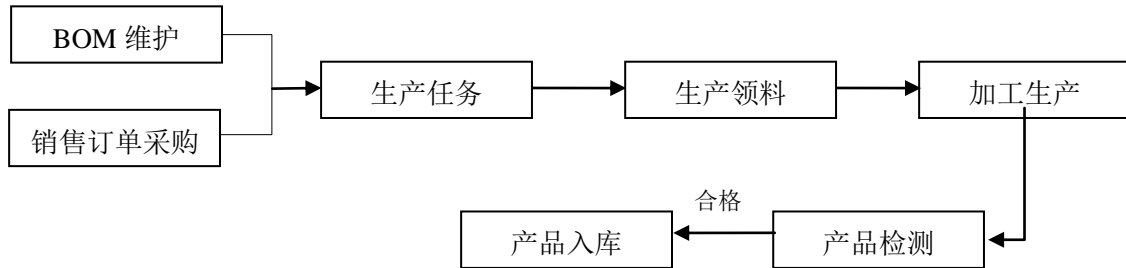 BOM 维护
生产任务
生产领料
加工生产
销售订单采购
合格
产品入库
产品检测